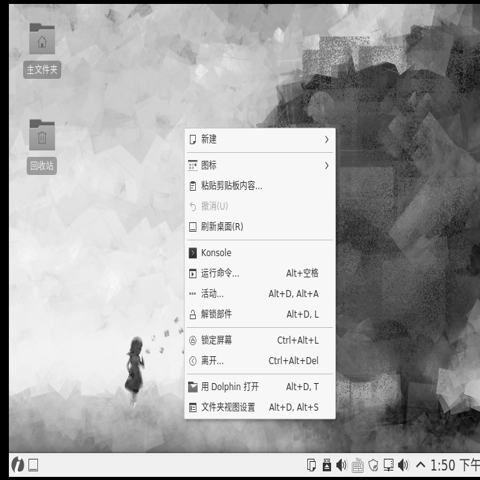 主文件夹
回收站
新建
图标
粘贴剪贴板内容...
撤消(U)
刷新桌面(R)
Konsole
运行命令... Alt+空格
活动... Alt+D, Alt+A
解锁部件 Alt+D, L
锁定屏幕 Ctrl+Alt+L
离开... Ctrl+Alt+Del
用 Dolphin 打开 Alt+D, T
文件夹视图设置 Alt+D, Alt+S
1:50 下午